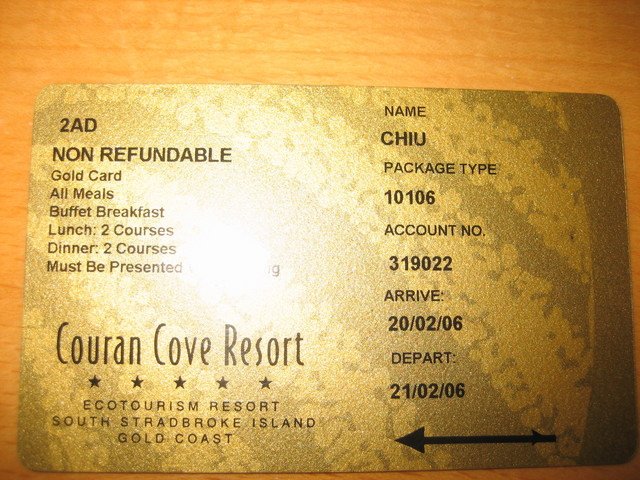 2AD
NON REFUNDABLE
Gold Card
All Meals
Buffet Breakfast
Lunch: 2 Courses
Dinner: 2 Courses
Must Be Presented
Couran Cove Resort
ECOTOURISM RESORT
SOUTH STRADBROKE ISLAND
GOLD COAST
NAME
CHIU
PACKAGE TYPE
10106
ACCOUNT NO.
319022
ARRIVE:
20/02/06
DEPART:
21/02/06